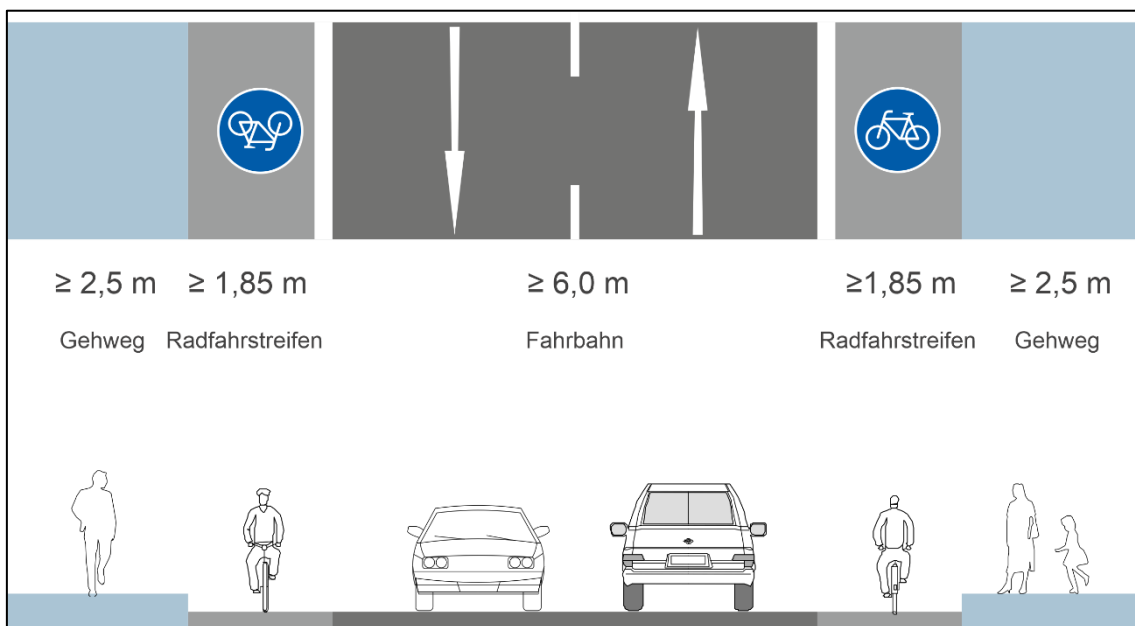 ≥ 2,5 m ≥ 1,85 m ≥ 6,0 m ≥1,85 m ≥ 2,5 m
Gehweg Radfahrstreifen Fahrbahn Radfahrstreifen Gehweg